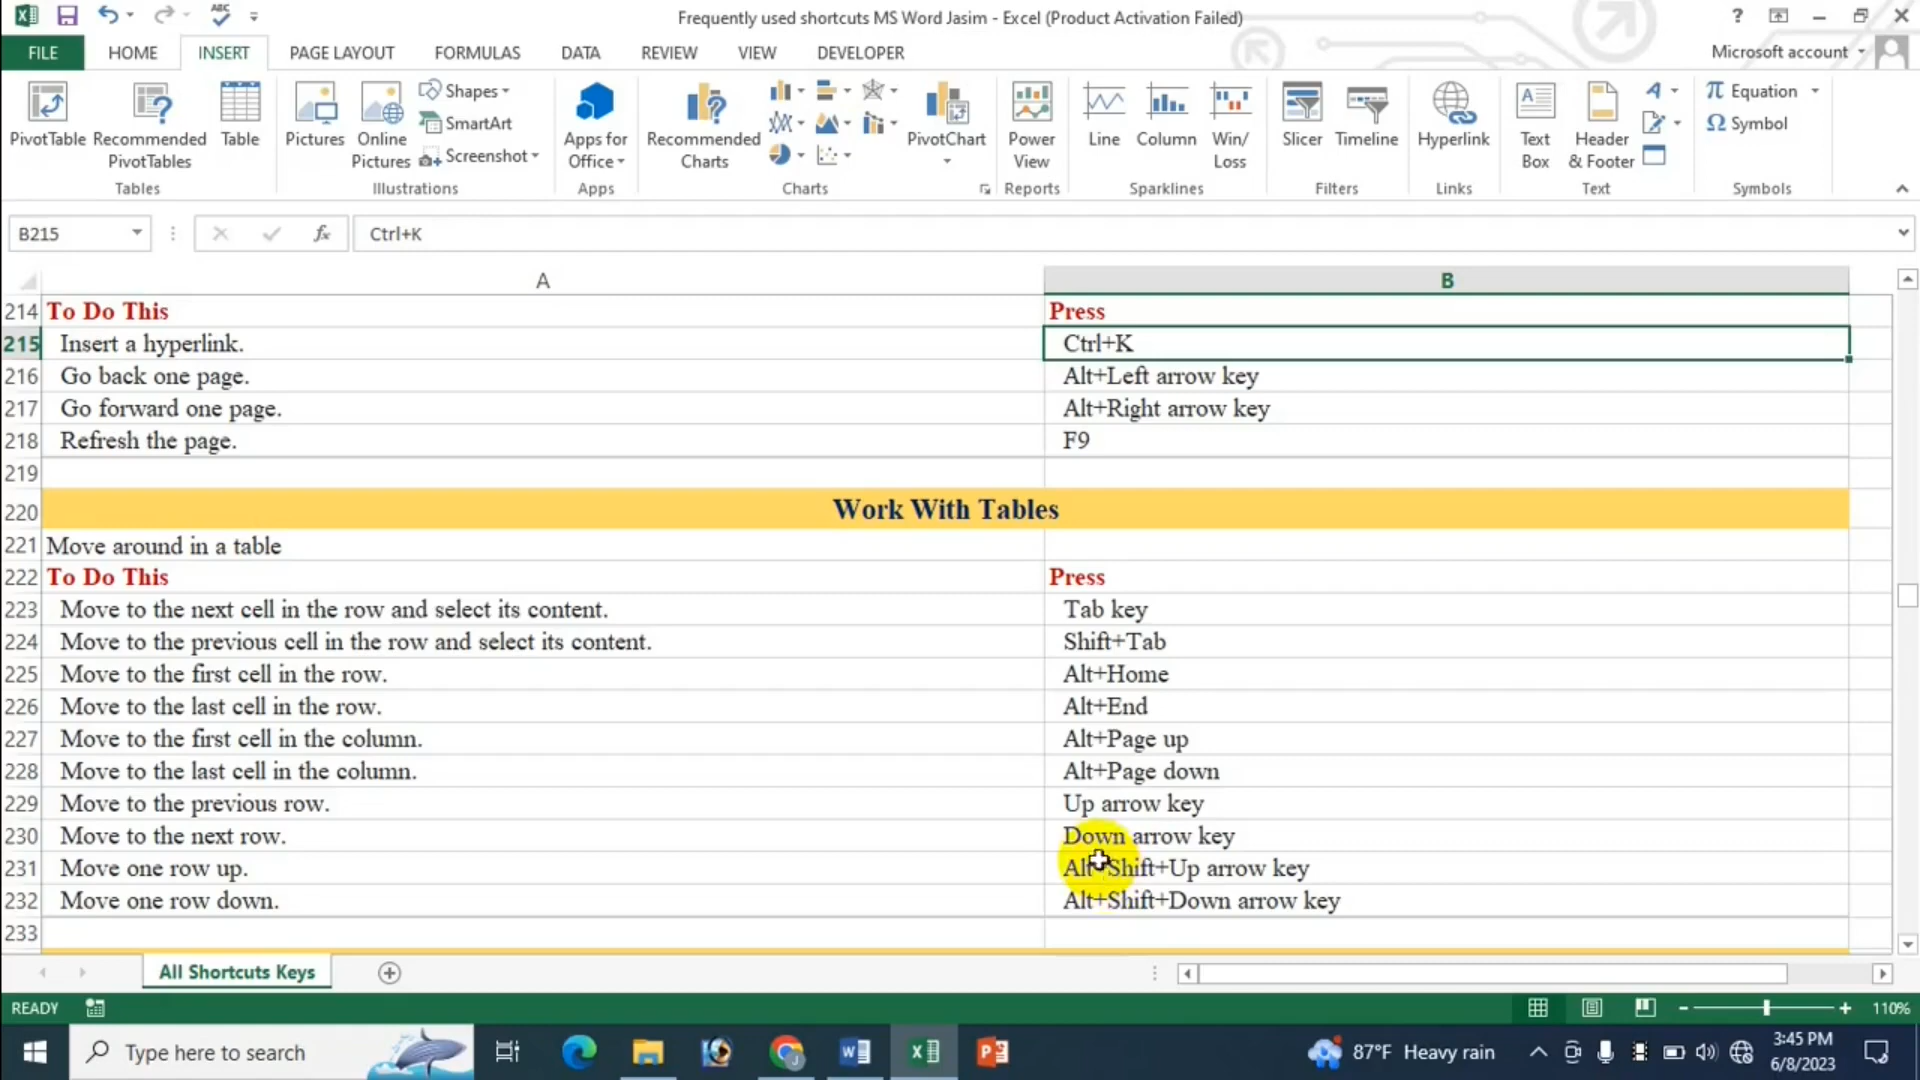 Frequently used shortcuts MS Word Jasim - Excel (Product Activation Failed)
FILE HOME INSERT PAGE LAYOUT FORMULAS DATA REVIEW VIEW DEVELOPER Microsoft account
PivotTable
Recommended
PivotTables
Table
Tables
Pictures
Online
Pictures
Shapes
SmartArt
Screenshot
Illustrations
Apps for
Office
Apps
Recommended
Charts
PivotChart
Charts
Power
View
Reports
Line
Column
Win/
Loss
Sparklines
Slicer
Timeline
Filters
Hyperlink
Links
Text
Box
Header
& Footer
Text
π Equation
Ω Symbol
Symbols
B215 fx Ctrl+K
A B
214 To Do This Press
215 Insert a hyperlink. Ctrl+K
216 Go back one page. Alt+Left arrow key
217 Go forward one page. Alt+Right arrow key
218 Refresh the page. F9
219
220 Work With Tables
221 Move around in a table
222 To Do This Press
223 Move to the next cell in the row and select its content. Tab key
224 Move to the previous cell in the row and select its content. Shift+Tab
225 Move to the first cell in the row. Alt+Home
226 Move to the last cell in the row. Alt+End
227 Move to the first cell in the column. Alt+Page up
228 Move to the last cell in the column. Alt+Page down
229 Move to the previous row. Up arrow key
230 Move to the next row. Down arrow key
231 Move one row up. Alt+Shift+Up arrow key
232 Move one row down. Alt+Shift+Down arrow key
233
All Shortcuts Keys
READY 110%
Type here to search 87°F Heavy rain 3:45 PM
6/8/2023